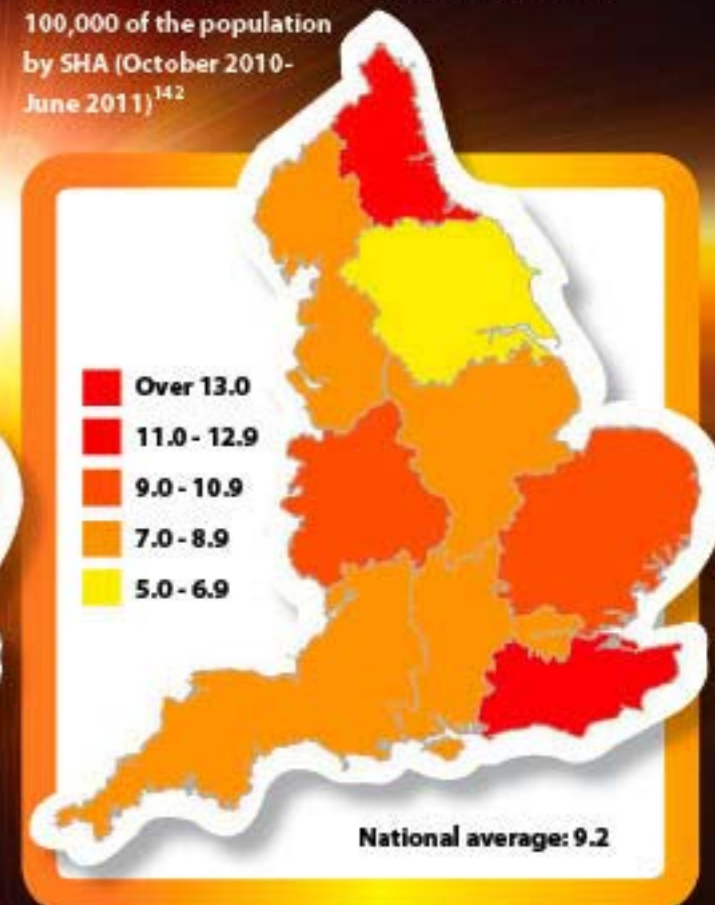 100,000 of the population
by SHA (October 2010-
June 2011)142
Over 13.0
11.0 - 12.9
9.0 - 10.9
7.0 - 8.9
5.0 - 6.9
National average: 9.2